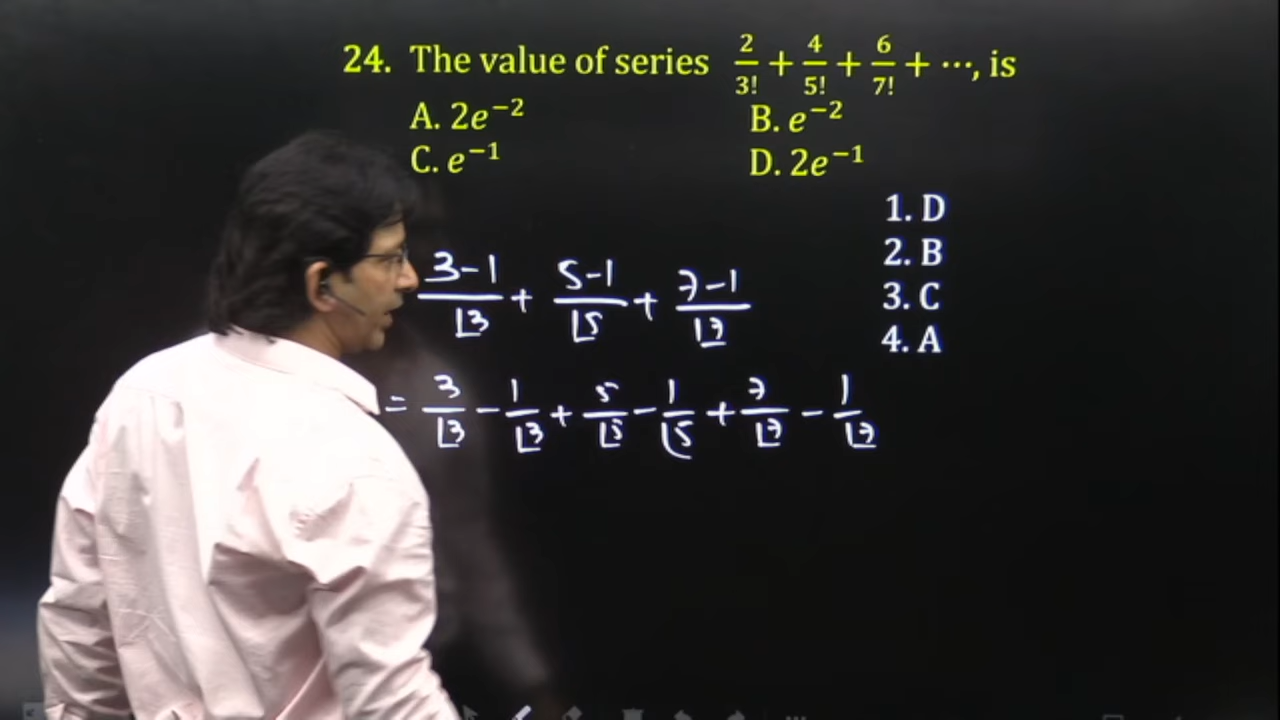 24. The value of series 2/3! + 4/5! + 6/7! + ⋯, is
A. 2e⁻² B. e⁻²
C. e⁻¹ D. 2e⁻¹
1. D
2. B
3. C
4. A
3-1/⌊3 + 5-1/⌊5 + 7-1/⌊7
= 3/⌊3 - 1/⌊3 + 5/⌊5 - 1/⌊5 + 7/⌊7 - 1/⌊7